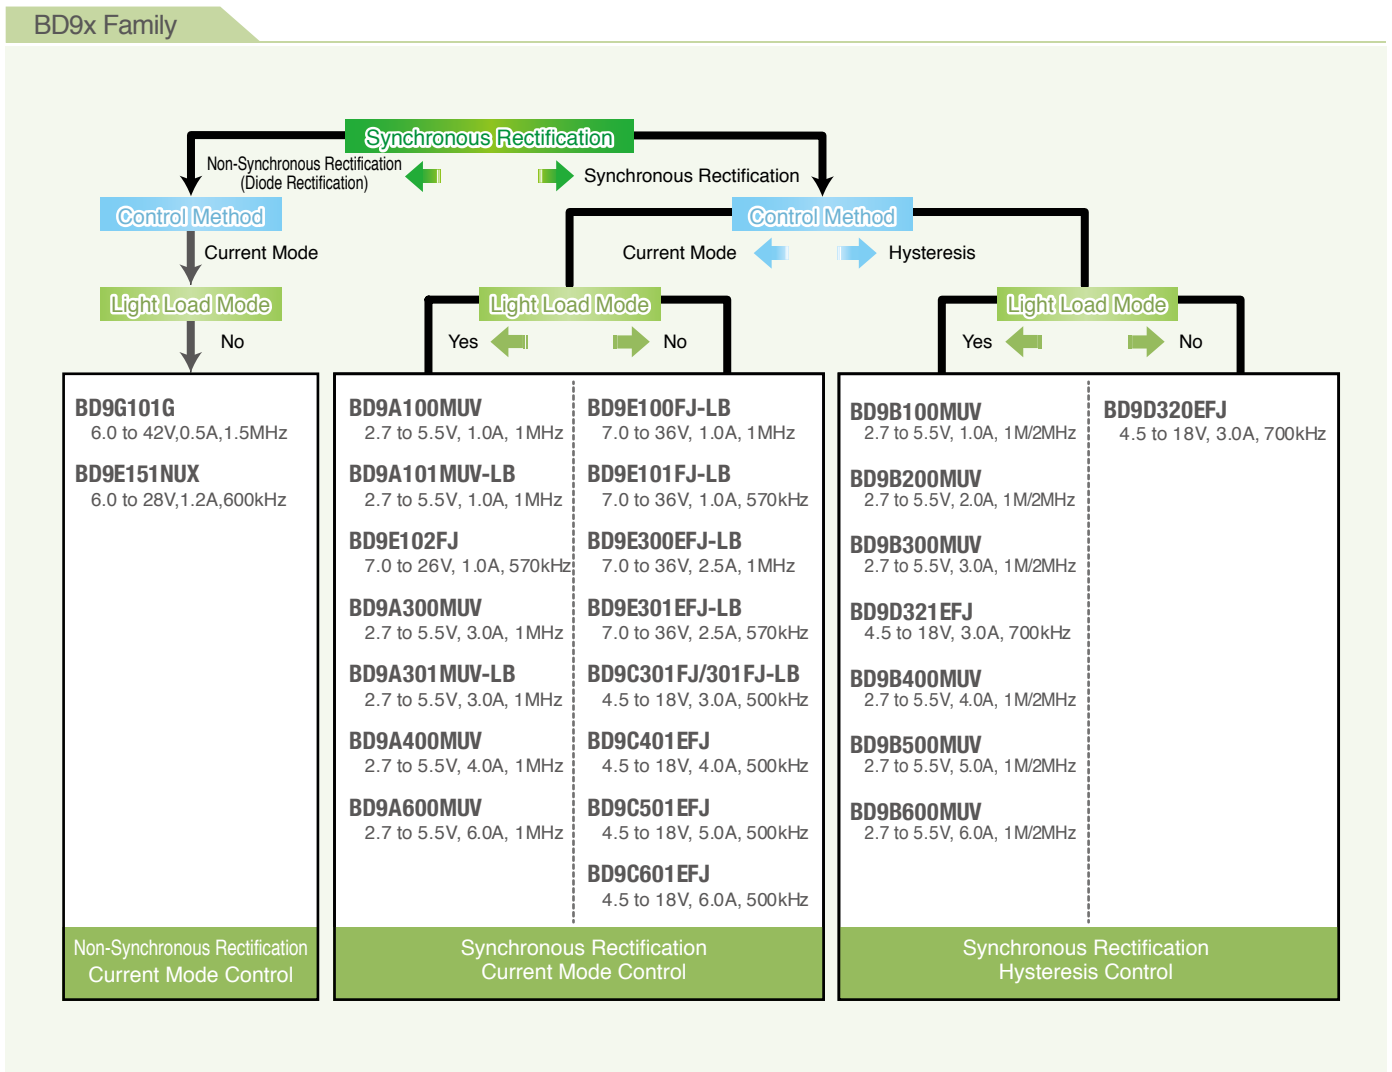 BD9x Family
Synchronous Rectification
Non-Synchronous Rectification
(Diode Rectification)
Synchronous Rectification
Control Method
Control Method
Current Mode
Current Mode
Hysteresis
Light Load Mode
Light Load Mode
Light Load Mode
No
Yes
No
Yes
No
BD9G101G
6.0 to 42V,0.5A,1.5MHz
BD9E151NUX
6.0 to 28V,1.2A,600kHz
Non-Synchronous Rectification
Current Mode Control
BD9A100MUV
2.7 to 5.5V, 1.0A, 1MHz
BD9A101MUV-LB
2.7 to 5.5V, 1.0A, 1MHz
BD9E102FJ
7.0 to 26V, 1.0A, 570kHz
BD9A300MUV
2.7 to 5.5V, 3.0A, 1MHz
BD9A301MUV-LB
2.7 to 5.5V, 3.0A, 1MHz
BD9A400MUV
2.7 to 5.5V, 4.0A, 1MHz
BD9A600MUV
2.7 to 5.5V, 6.0A, 1MHz
BD9E100FJ-LB
7.0 to 36V, 1.0A, 1MHz
BD9E101FJ-LB
7.0 to 36V, 1.0A, 570kHz
BD9E300EFJ-LB
7.0 to 36V, 2.5A, 1MHz
BD9E301EFJ-LB
7.0 to 36V, 2.5A, 570kHz
BD9C301FJ/301FJ-LB
4.5 to 18V, 3.0A, 500kHz
BD9C401EFJ
4.5 to 18V, 4.0A, 500kHz
BD9C501EFJ
4.5 to 18V, 5.0A, 500kHz
BD9C601EFJ
4.5 to 18V, 6.0A, 500kHz
Synchronous Rectification
Current Mode Control
BD9B100MUV
2.7 to 5.5V, 1.0A, 1M/2MHz
BD9B200MUV
2.7 to 5.5V, 2.0A, 1M/2MHz
BD9B300MUV
2.7 to 5.5V, 3.0A, 1M/2MHz
BD9D321EFJ
4.5 to 18V, 3.0A, 700kHz
BD9B400MUV
2.7 to 5.5V, 4.0A, 1M/2MHz
BD9B500MUV
2.7 to 5.5V, 5.0A, 1M/2MHz
BD9B600MUV
2.7 to 5.5V, 6.0A, 1M/2MHz
BD9D320EFJ
4.5 to 18V, 3.0A, 700kHz
Synchronous Rectification
Hysteresis Control